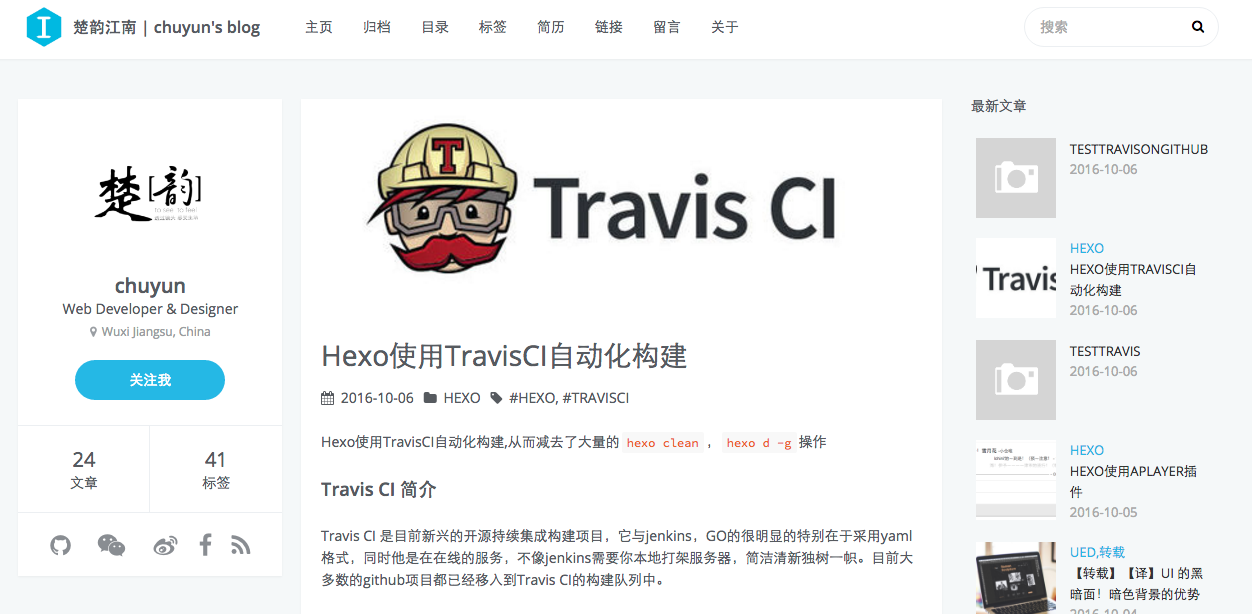 楚韵江南 | chuyun's blog
主页
归档
目录
标签
简历
链接
留言
关于
搜索
楚[韵]
chuyun
Web Developer & Designer
Wuxi Jiangsu, China
关注我
24
文章
41
标签
T
Travis CI
Hexo使用TravisCI自动化构建
2016-10-06 HEXO #HEXO, #TRAVISCI
Hexo使用TravisCI自动化构建,从而减去了大量的 hexo clean , hexo d -g 操作
Travis CI 简介
Travis CI 是目前新兴的开源持续集成构建项目，它与jenkins，GO的很明显的特别在于采用yaml
格式，同时他是在在线的服务，不像jenkins需要你本地打架服务器，简洁清新独树一帜。目前大
多数的github项目都已经移入到Travis CI的构建队列中。
最新文章
TESTTRAVISONGITHUB
2016-10-06
Travis
HEXO
HEXO使用TRAVISCI自
动化构建
2016-10-06
TESTTRAVIS
2016-10-06
HEXO
HEXO使用APLAYER插
件
2016-10-05
UED,转载
【转载】【译】UI 的黑
暗面！暗色背景的优势
2016-10-04